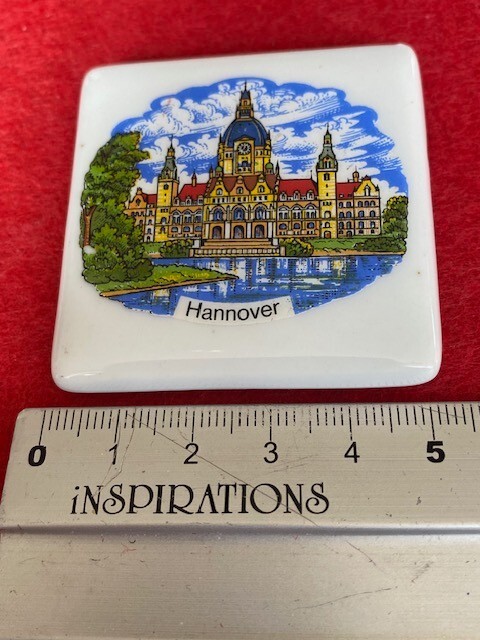 Hannover
0 1 2 3 4 5
iNSPIRATIONS